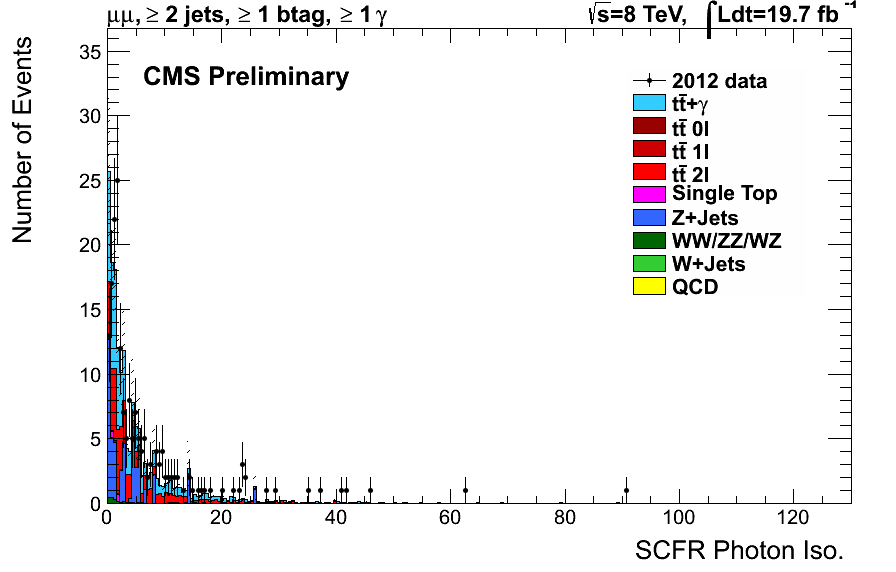 μμ, ≥ 2 jets, ≥ 1 btag, ≥ 1 γ
√s=8 TeV, ∫Ldt=19.7 fb⁻¹
CMS Preliminary
2012 data
tt̄+γ
tt̄ 0l
tt̄ 1l
tt̄ 2l
Single Top
Z+Jets
WW/ZZ/WZ
W+Jets
QCD
Number of Events
35
30
25
20
15
10
5
0
0 20 40 60 80 100 120
SCFR Photon Iso.